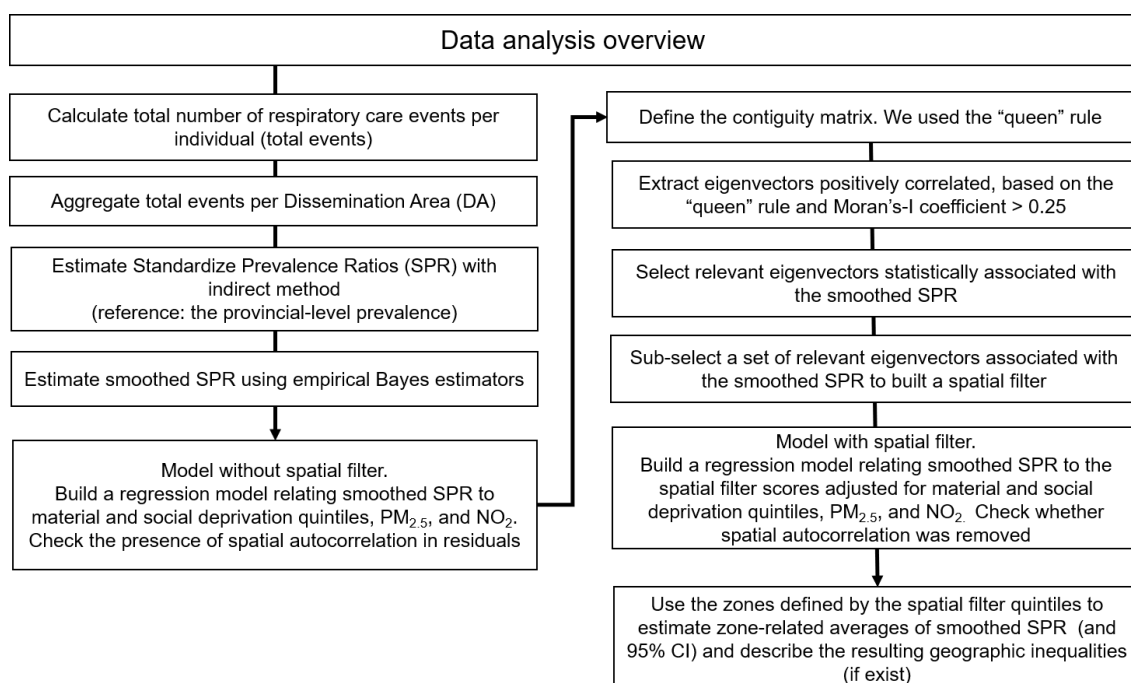 Data analysis overview
Calculate total number of respiratory care events per
individual (total events)
Aggregate total events per Dissemination Area (DA)
Estimate Standardize Prevalence Ratios (SPR) with
indirect method
(reference: the provincial-level prevalence)
Estimate smoothed SPR using empirical Bayes estimators
Model without spatial filter.
Build a regression model relating smoothed SPR to
material and social deprivation quintiles, PM2.5, and NO2.
Check the presence of spatial autocorrelation in residuals
Define the contiguity matrix. We used the “queen” rule
Extract eigenvectors positively correlated, based on the
“queen” rule and Moran’s-I coefficient > 0.25
Select relevant eigenvectors statistically associated with
the smoothed SPR
Sub-select a set of relevant eigenvectors associated with
the smoothed SPR to built a spatial filter
Model with spatial filter.
Build a regression model relating smoothed SPR to the
spatial filter scores adjusted for material and social
deprivation quintiles, PM2.5, and NO2. Check whether
spatial autocorrelation was removed
Use the zones defined by the spatial filter quintiles to
estimate zone-related averages of smoothed SPR (and
95% CI) and describe the resulting geographic inequalities
(if exist)